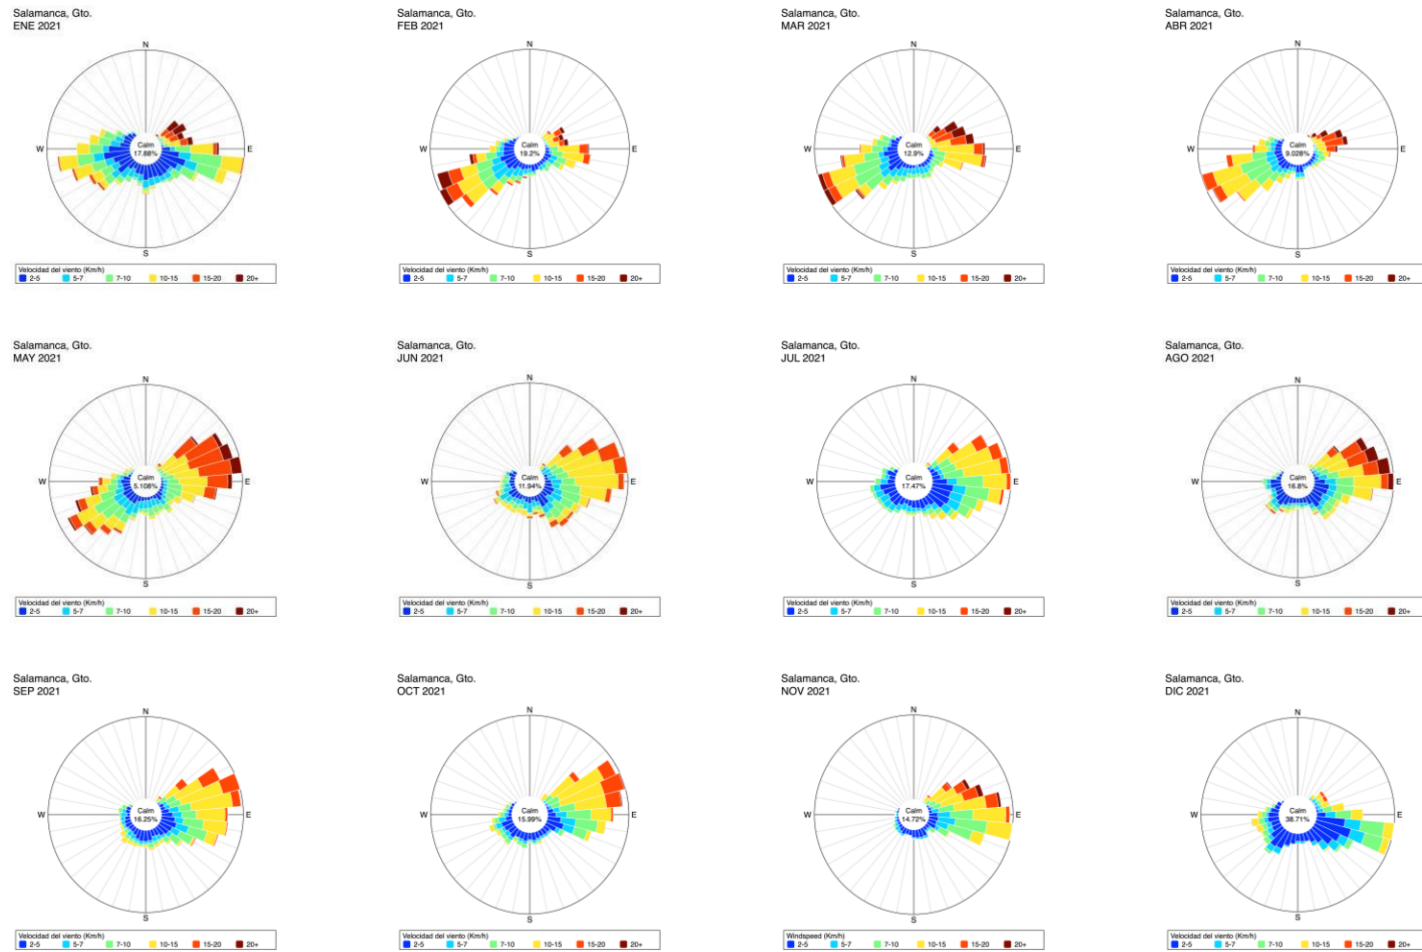 Salamanca, Gto.
ENE 2021
N
W
Calm
17.88%
E
S
Velocidad del viento (Km/h)
2-5 5-7 7-10 10-15 15-20 20+
Salamanca, Gto.
FEB 2021
N
W
Calm
19.2%
E
S
Velocidad del viento (Km/h)
2-5 5-7 7-10 10-15 15-20 20+
Salamanca, Gto.
MAR 2021
N
W
Calm
12.9%
E
S
Velocidad del viento (Km/h)
2-5 5-7 7-10 10-15 15-20 20+
Salamanca, Gto.
ABR 2021
N
W
Calm
9.028%
E
S
Velocidad del viento (Km/h)
2-5 5-7 7-10 10-15 15-20 20+
Salamanca, Gto.
MAY 2021
N
W
Calm
5.108%
E
S
Velocidad del viento (Km/h)
2-5 5-7 7-10 10-15 15-20 20+
Salamanca, Gto.
JUN 2021
N
W
Calm
11.94%
E
S
Velocidad del viento (Km/h)
2-5 5-7 7-10 10-15 15-20 20+
Salamanca, Gto.
JUL 2021
N
W
Calm
17.47%
E
S
Velocidad del viento (Km/h)
2-5 5-7 7-10 10-15 15-20 20+
Salamanca, Gto.
AGO 2021
N
W
Calm
16.8%
E
S
Velocidad del viento (Km/h)
2-5 5-7 7-10 10-15 15-20 20+
Salamanca, Gto.
SEP 2021
N
W
Calm
16.25%
E
S
Velocidad del viento (Km/h)
2-5 5-7 7-10 10-15 15-20 20+
Salamanca, Gto.
OCT 2021
N
W
Calm
15.99%
E
S
Velocidad del viento (Km/h)
2-5 5-7 7-10 10-15 15-20 20+
Salamanca, Gto.
NOV 2021
N
W
Calm
14.72%
E
S
Windspeed (Km/h)
2-5 5-7 7-10 10-15 15-20 20+
Salamanca, Gto.
DIC 2021
N
W
Calm
38.71%
E
S
Velocidad del viento (Km/h)
2-5 5-7 7-10 10-15 15-20 20+